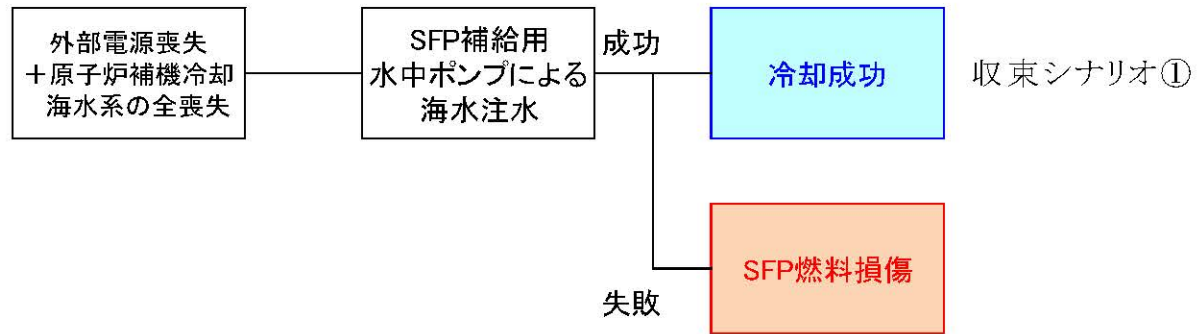 外部電源喪失
＋原子炉補機冷却
海水系の全喪失
SFP補給用
水中ポンプによる
海水注水
成功
冷却成功
収束シナリオ①
SFP燃料損傷
失敗